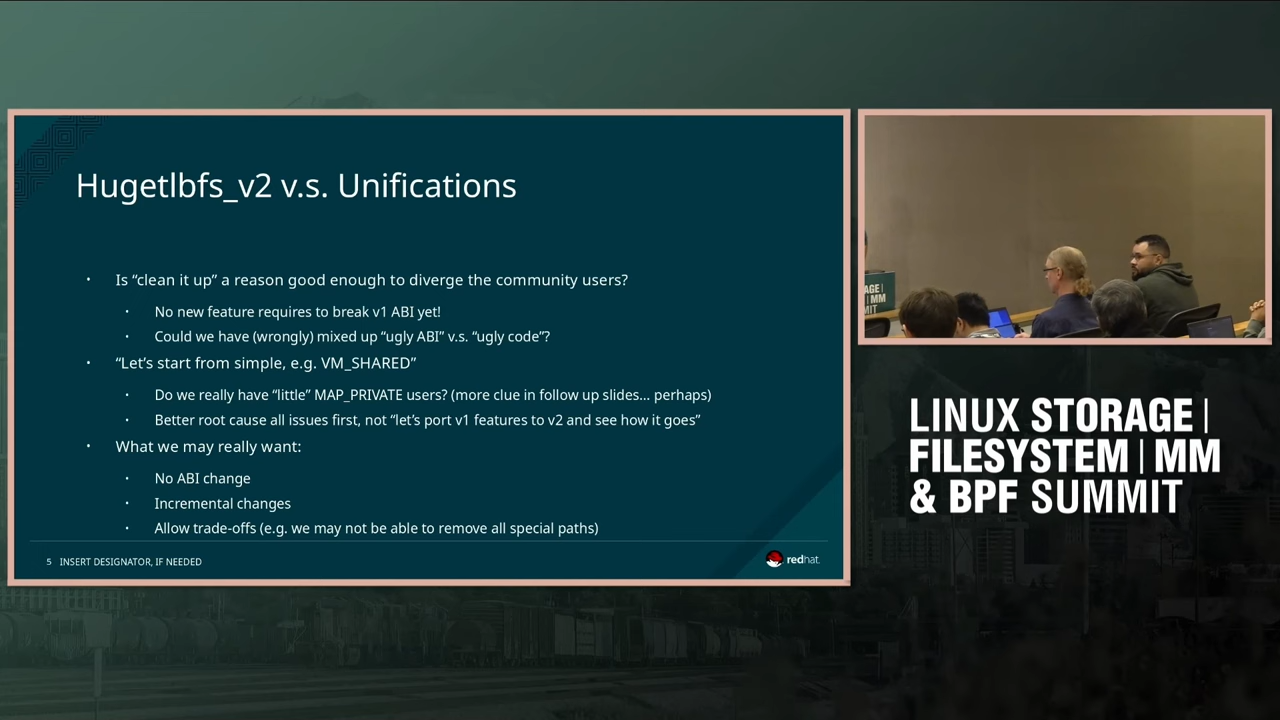 Hugetlbfs_v2 v.s. Unifications
• Is “clean it up” a reason good enough to diverge the community users?
• No new feature requires to break v1 ABI yet!
• Could we have (wrongly) mixed up “ugly ABI” v.s. “ugly code”?
• “Let’s start from simple, e.g. VM_SHARED”
• Do we really have “little” MAP_PRIVATE users? (more clue in follow up slides... perhaps)
• Better root cause all issues first, not “let’s port v1 features to v2 and see how it goes”
• What we may really want:
• No ABI change
• Incremental changes
• Allow trade-offs (e.g. we may not be able to remove all special paths)
5 INSERT DESIGNATOR, IF NEEDED
redhat.
AGE |
| MM
MIT
LINUX STORAGE |
FILESYSTEM | MM
& BPF SUMMIT